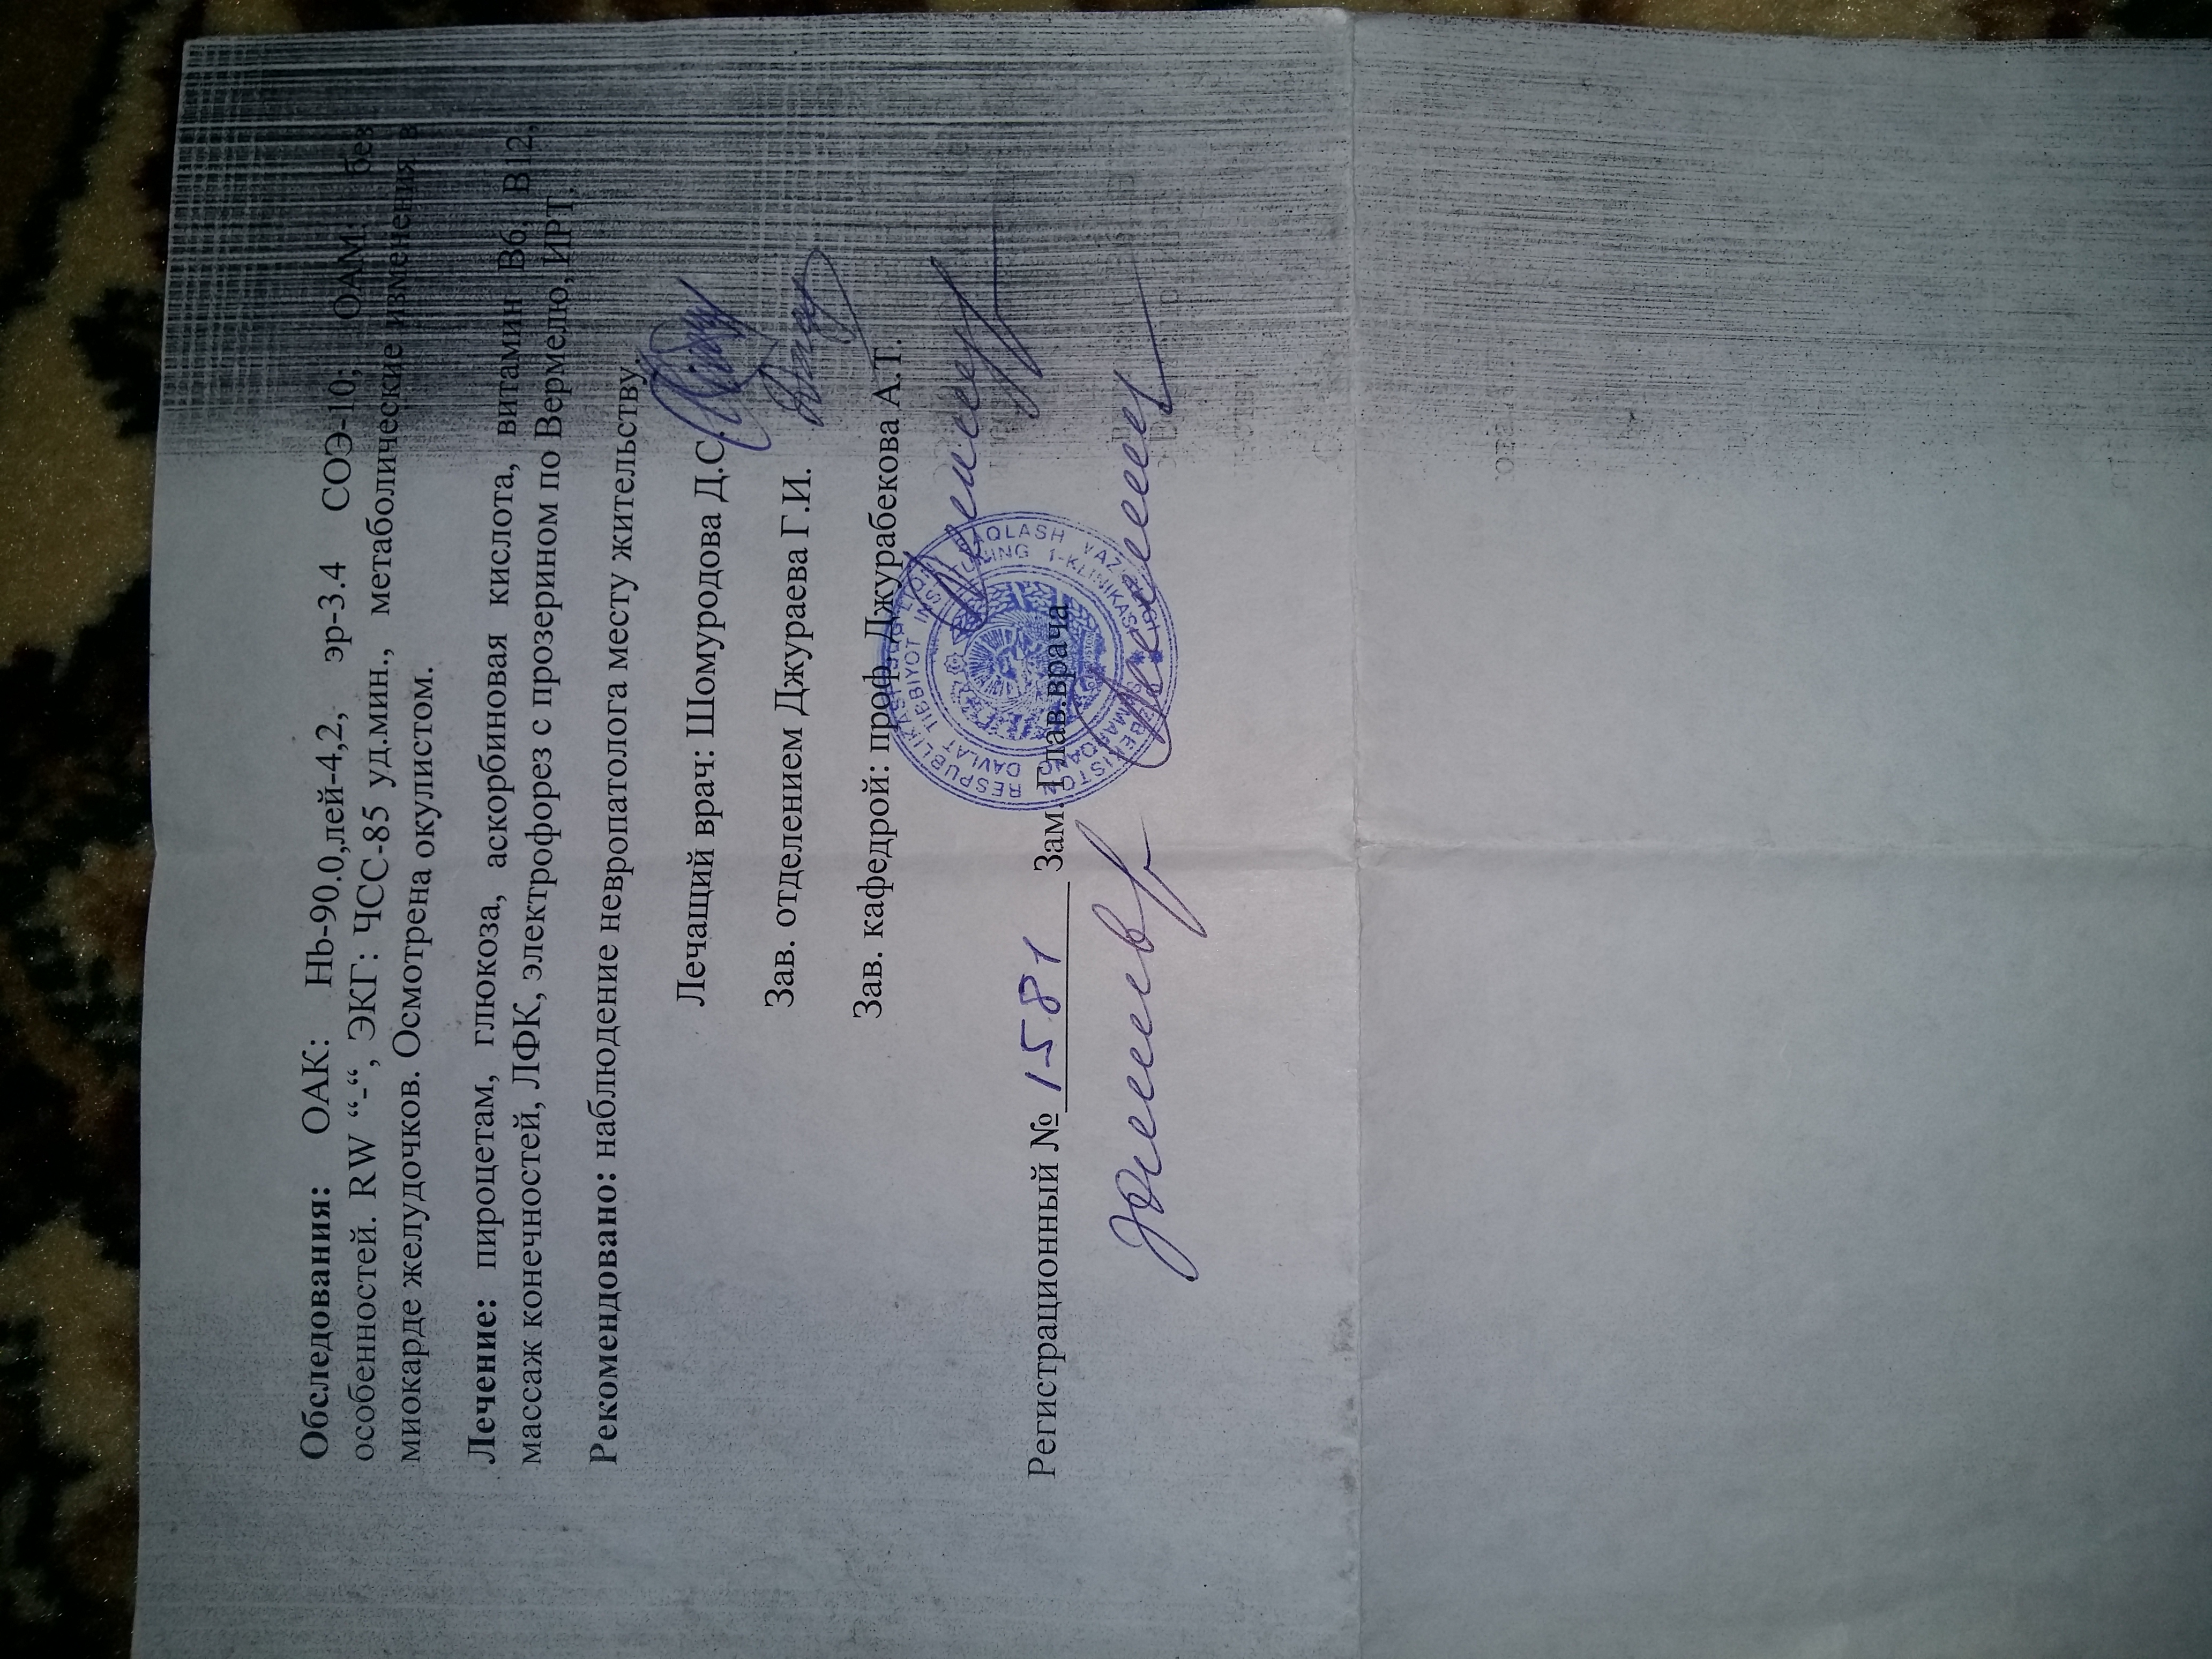 Обследования: ОАК: Hb-90.0,лей-4,2, эр-3.4 СОЭ-10; ОАМ: без
особенностей. RW “-“, ЭКГ: ЧСС-85 уд.мин., метаболические изменения в
миокарде желудочков. Осмотрена окулистом.
Лечение: пироцетам, глюкоза, аскорбиновая кислота, витамин В6, В12,
массаж конечностей, ЛФК, электрофорез с прозерином по Вермелю, ИРТ.
Рекомендовано: наблюдение невропатолога месту жительству.
Лечащий врач: Шомуродова Д.С.
Зав. отделением Джураева Г.И.
Зав. кафедрой: проф. Джурабекова А.Т.
Регистрационный № 1581 Зам. Глав.врача
RESPUBLIKASI
DAVLAT TIBBIYOT
1-KLINIKASI